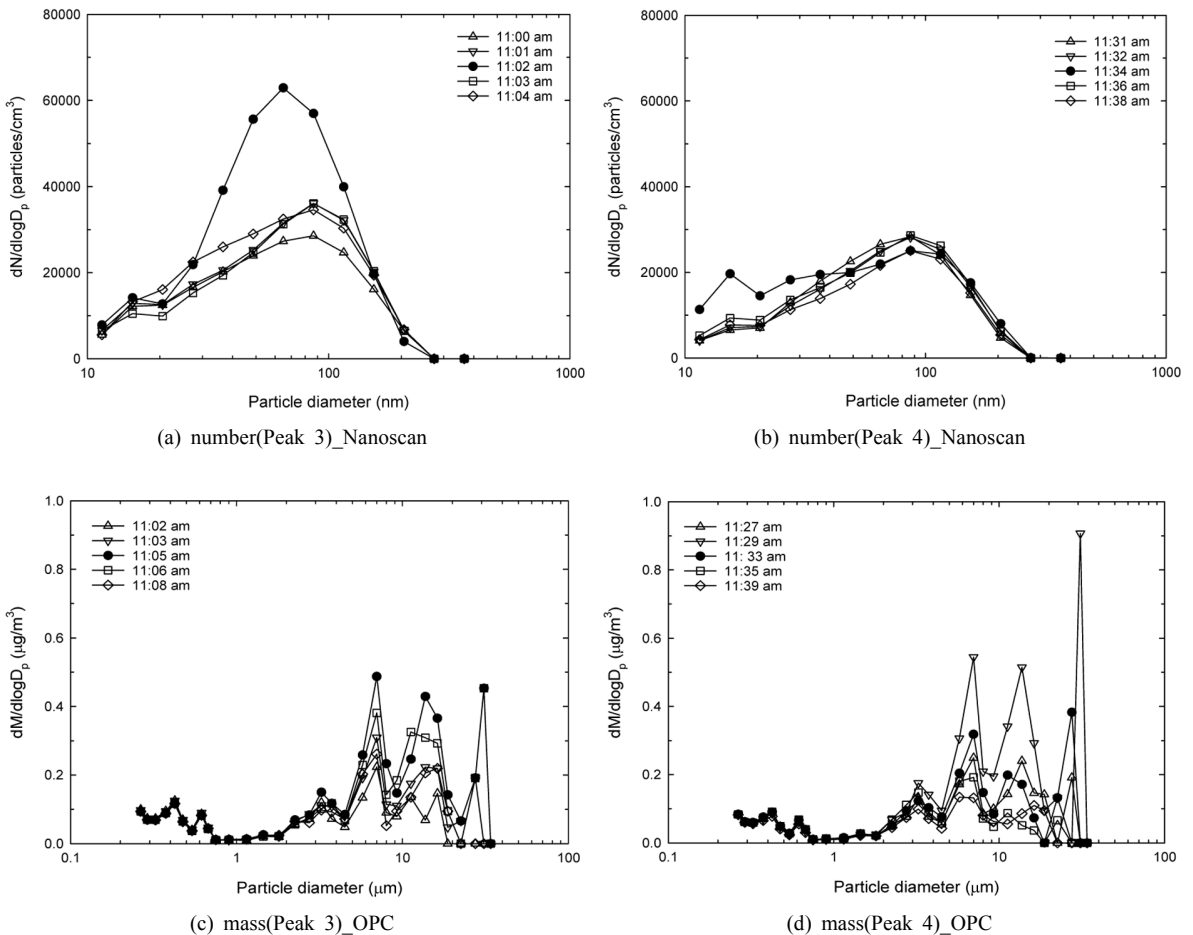 80000
60000
40000
20000
0
dN/dlogDp (particles/cm3)
11:00 am
11:01 am
11:02 am
11:03 am
11:04 am
10 100 1000
Particle diameter (nm)
(a) number(Peak 3)_Nanoscan
80000
60000
40000
20000
0
dN/dlogDp (particles/cm3)
11:31 am
11:32 am
11:34 am
11:36 am
11:38 am
10 100 1000
Particle diameter (nm)
(b) number(Peak 4)_Nanoscan
1.0
0.8
0.6
0.4
0.2
0.0
dM/dlogDp (μg/m3)
11:02 am
11:03 am
11:05 am
11:06 am
11:08 am
0.1 1 10 100
Particle diameter (μm)
(c) mass(Peak 3)_OPC
1.0
0.8
0.6
0.4
0.2
0.0
dM/dlogDp (μg/m3)
11:27 am
11:29 am
11: 33 am
11:35 am
11:39 am
0.1 1 10 100
Particle diameter (μm)
(d) mass(Peak 4)_OPC